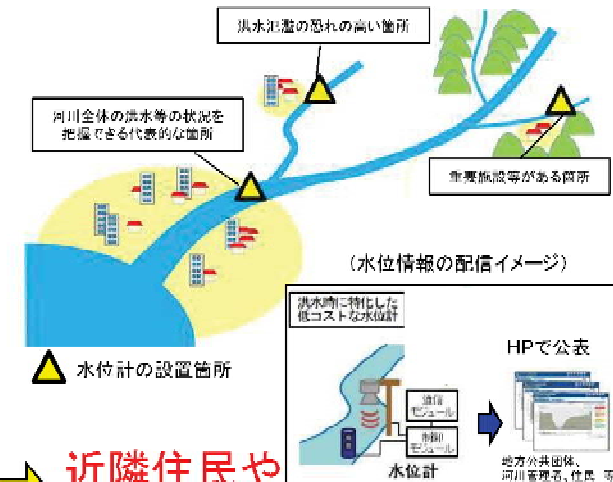 洪水氾濫の恐れの高い箇所
河川全体の洪水等の状況を
把握できる代表的な箇所
重要施設等がある箇所
(水位情報の配信イメージ)
洪水時に特化した
低コストな水位計
HPで公表
水位計の設置箇所
通信
モジュール
制御
モジュール
水位計
地方公共団体、
河川管理者、住民 等
近隣住民や